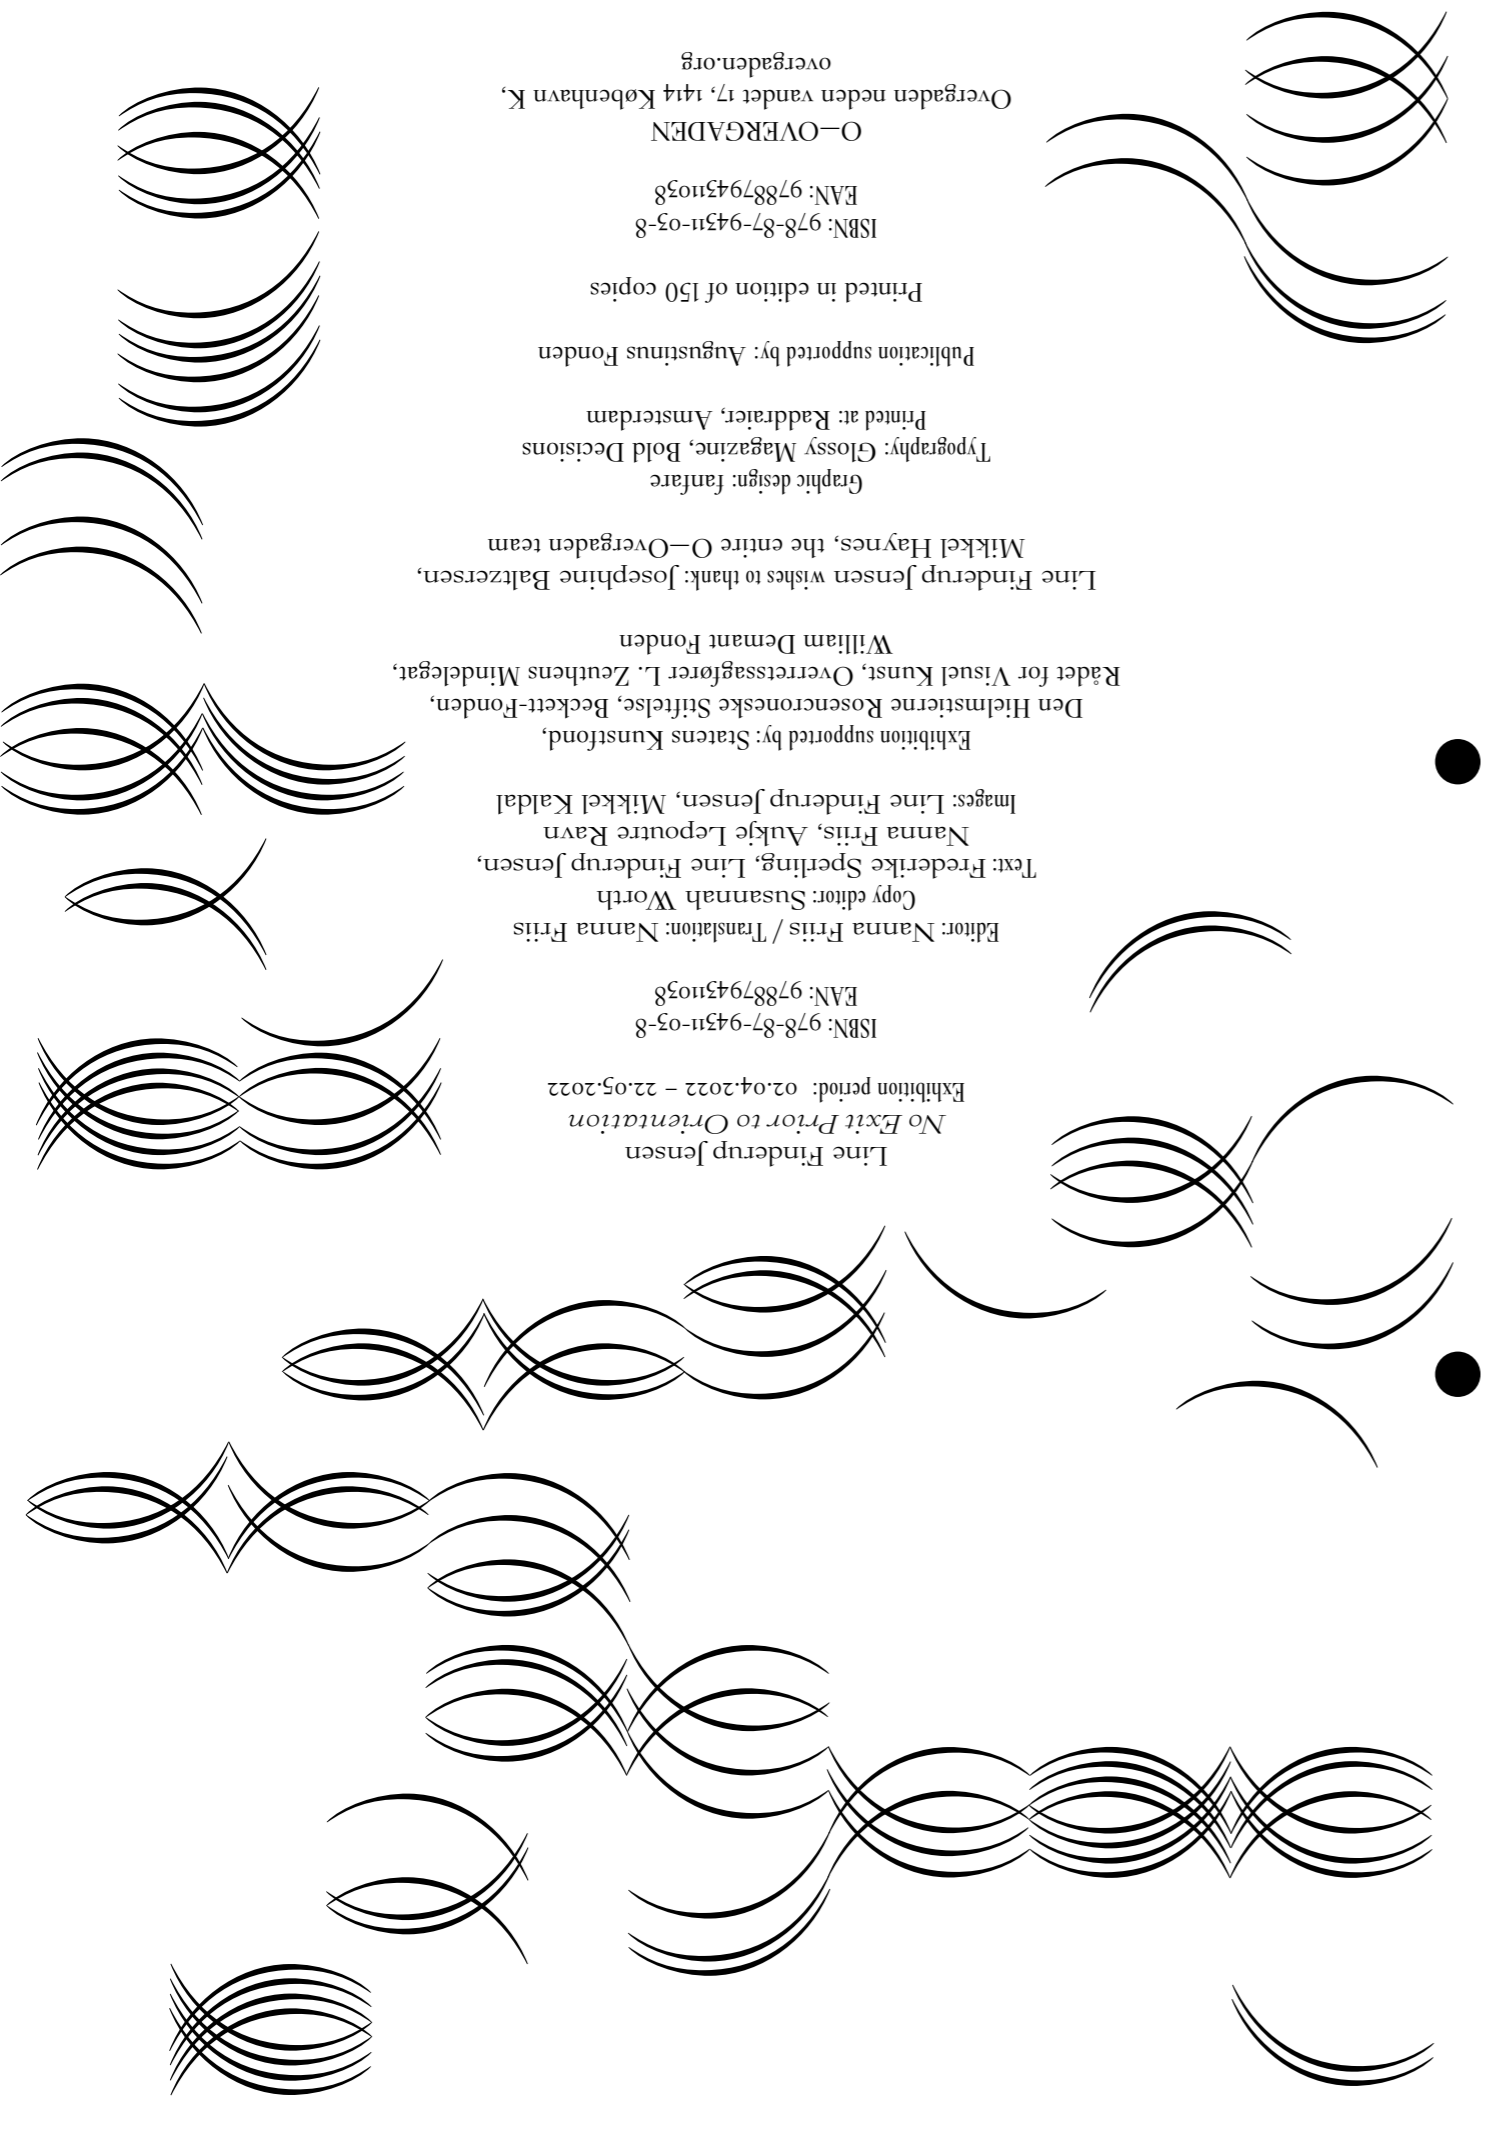 Line Finderup Jensen
No Exit Prior to Orientation
Exhibition period: 02.04.2022 – 22.05.2022
ISBN: 978-87-94311-03-8
EAN: 9788794311038
Editor: Nanna Friis / Translation: Nanna Friis
Copy editor: Susannah Worth
Text: Frederike Sperling, Line Finderup Jensen,
Nanna Friis, Aukje Lepoutre Ravn
Images: Line Finderup Jensen, Mikkel Kaldal
Exhibition supported by: Statens Kunstfond,
Den Hielmstierne Rosencroneske Stiftelse, Beckett-Fonden,
Rådet for Visuel Kunst, Overretssagfører L. Zeuthens Mindelegat,
William Demant Fonden
Line Finderup Jensen wishes to thank: Josephine Baltzersen,
Mikkel Haynes, the entire O—Overgaden team
Graphic design: fanfare
Typography: Glossy Magazine, Bold Decisions
Printed at: Raddraier, Amsterdam
Publication supported by: Augustinus Fonden
Printed in edition of 150 copies
ISBN: 978-87-94311-03-8
EAN: 9788794311038
O—OVERGADEN
Overgaden neden vandet 17, 1414 København K,
overgaden.org